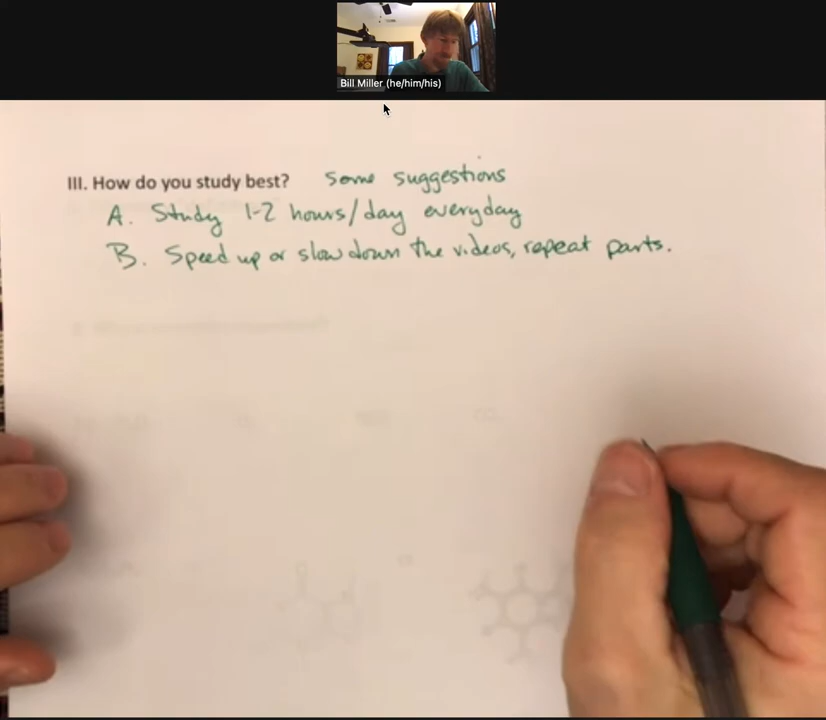 Bill Miller (he/him/his)
III. How do you study best? Some suggestions
A. Study 1-2 hours/day everyday
B. Speed up or slow down the videos, repeat parts.